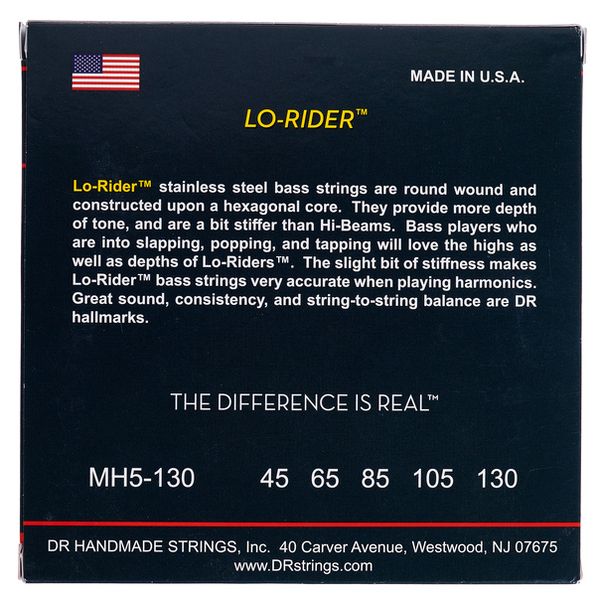 MADE IN U.S.A.
LO-RIDER™
Lo-Rider™ stainless steel bass strings are round wound and
constructed upon a hexagonal core. They provide more depth
of tone, and are a bit stiffer than Hi-Beams. Bass players who
are into slapping, popping, and tapping will love the highs as
well as depths of Lo-Riders™. The slight bit of stiffness makes
Lo-Rider™ bass strings very accurate when playing harmonics.
Great sound, consistency, and string-to-string balance are DR
hallmarks.
THE DIFFERENCE IS REAL™
MH5-130 45 65 85 105 130
DR HANDMADE STRINGS, Inc. 40 Carver Avenue, Westwood, NJ 07675
www.DRstrings.com